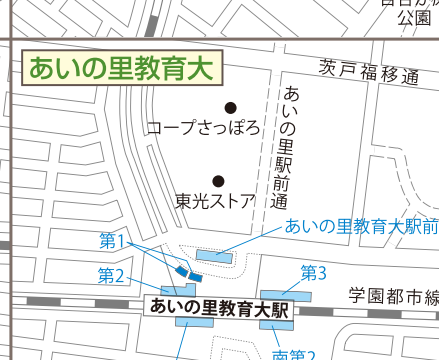 公園
あいの里教育大
茨戸福移通
あいの里駅前通
コープさっぽろ
東光ストア
あいの里教育大駅前
第1
第2
第3
学園都市線
あいの里教育大駅
南第2